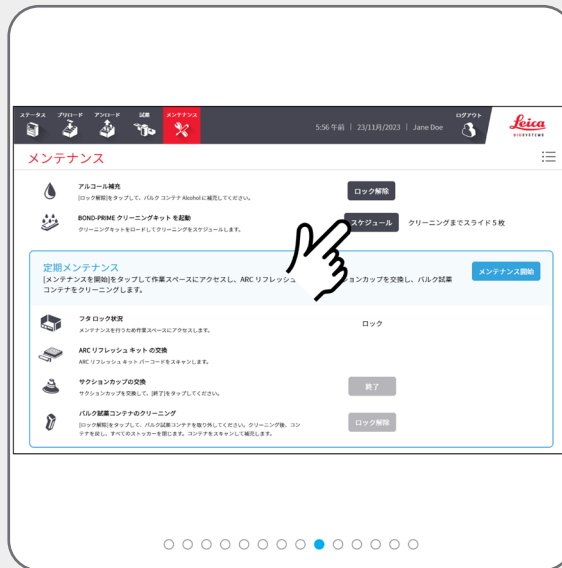 ステータス プリロード アンロード 試薬 メンテナンス
5:56 午前 | 23/11月/2023 | Jane Doe
ログアウト
Leica
BIOSYSTEMS
メンテナンス
アルコール補充
[ロック解除]をタップして、バルク コンテナ Alcohol に補充してください。
ロック解除
BOND-PRIME クリーニングキット を起動
クリーニングキットをロードしてクリーニングをスケジュールします。
スケジュール
クリーニングまでスライド 5 枚
定期メンテナンス
[メンテナンスを開始]をタップして作業スペースにアクセスし、ARC リフレッシュ ションカップを交換し、バルク試薬
コンテナをクリーニングします。
メンテナンス開始
フタ ロック状況
メンテナンスを行うため作業スペースにアクセスします。
ロック
ARC リフレッシュ キット の交換
ARC リフレッシュ キット バーコードをスキャンします。
サクションカップの交換
サクションカップを交換して、[終了]をタップしてください。
終了
バルク試薬コンテナのクリーニング
[ロック解除]をタップして、バルク試薬コンテナを取り外してください。クリーニング後、コン
テナを戻し、すべてのストッカーを閉じます。コンテナをスキャンして補充します。
ロック解除